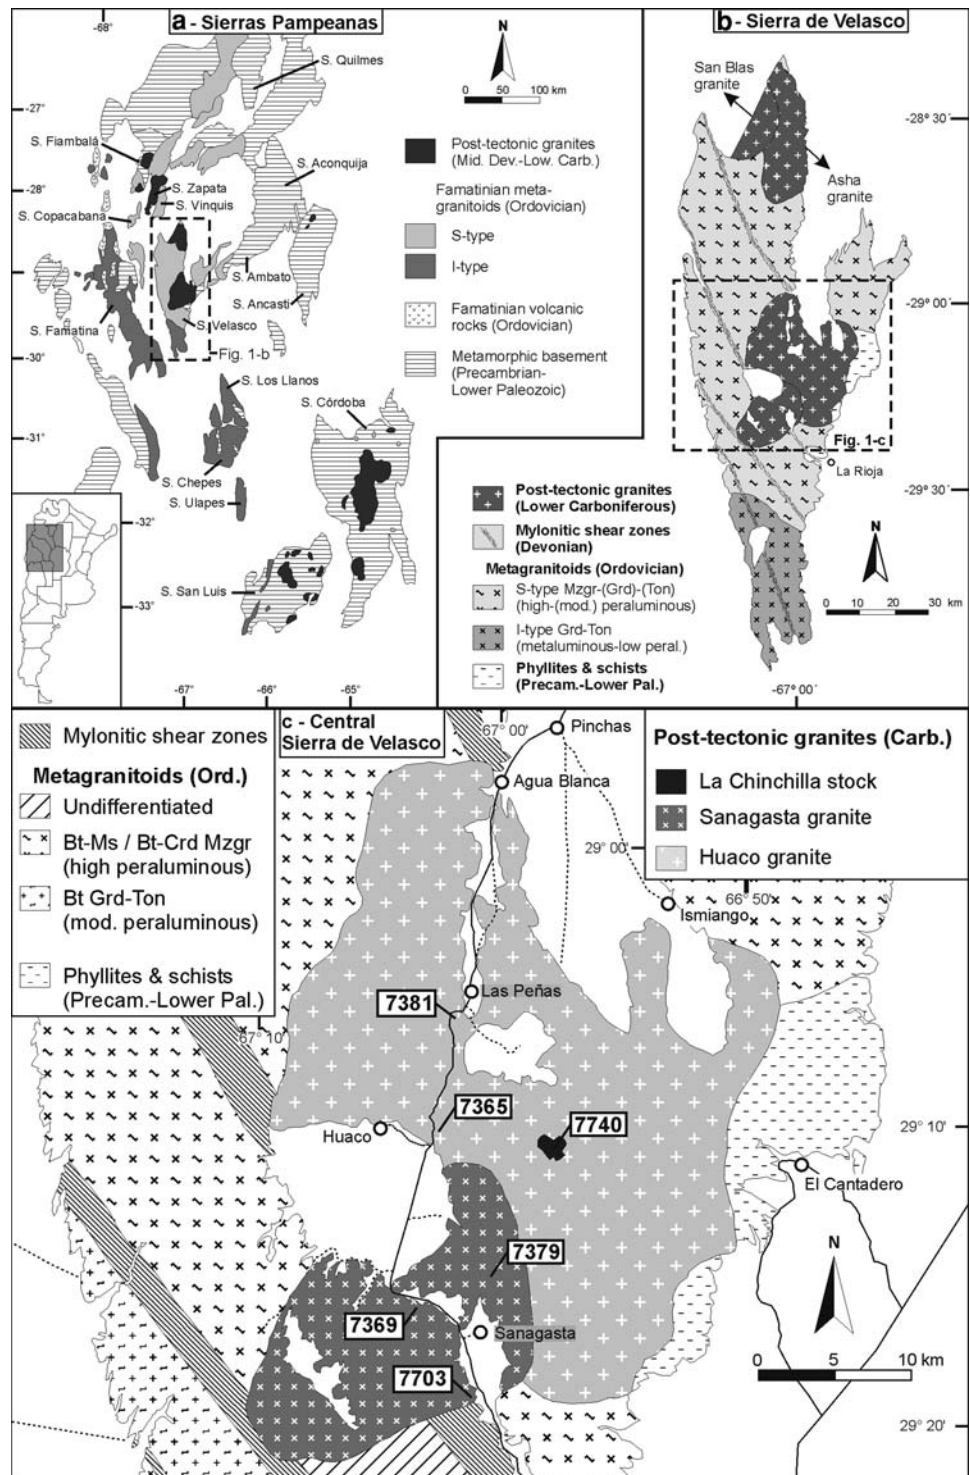 a - Sierras Pampeanas
-68°
-27°
-28°
-29°
-30°
-31°
-32°
-33°
-67°
-66°
-65°
N
0 50 100 km
S. Quilmes
S. Fiambalá
S. Aconquija
S. Zapata
S. Vinquis
S. Copacabana
S. Ambato
S. Ancasti
S. Famatina
S. Velasco
Fig. 1-b
S. Los Llanos
S. Córdoba
S. Chepes
S. Ulapes
S. San Luis
Post-tectonic granites
(Mid. Dev.-Low. Carb.)
Famatinian meta-
granitoids (Ordovician)
S-type
I-type
Famatinian volcanic
rocks (Ordovician)
Metamorphic basement
(Precambrian-
Lower Paleozoic)
b - Sierra de Velasco
N
San Blas
granite
Asha
granite
-28° 30'
-29° 00'
-29° 30'
-67° 00'
Fig. 1-c
La Rioja
N
0 10 20 30 km
Post-tectonic granites
(Lower Carboniferous)
Mylonitic shear zones
(Devonian)
Metagranitoids (Ordovician)
S-type Mzgr-(Grd)-(Ton)
(high-(mod.) peraluminous)
I-type Grd-Ton
(metaluminous-low peral.)
Phyllites & schists
(Precam.-Lower Pal.)
c - Central
Sierra de Velasco
Mylonitic shear zones
Metagranitoids (Ord.)
Undifferentiated
Bt-Ms / Bt-Crd Mzgr
(high peraluminous)
Bt Grd-Ton
(mod. peraluminous)
Phyllites & schists
(Precam.-Lower Pal.)
Post-tectonic granites (Carb.)
La Chinchilla stock
Sanagasta granite
Huaco granite
67° 00'
Pinchas
Agua Blanca
29° 00'
66° 50'
Ismiango
Las Peñas
7381
67° 10'
7365
Huaco
7740
29° 10'
El Cantadero
7379
7369
Sanagasta
7703
N
0 5 10 km
29° 20'